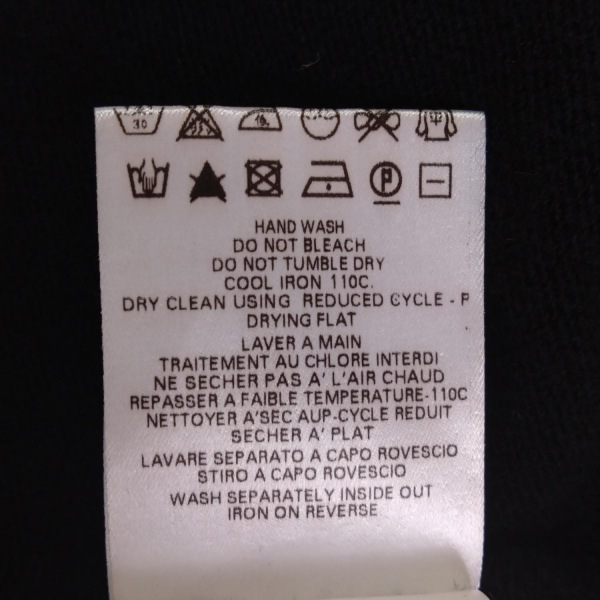 30
P
HAND WASH
DO NOT BLEACH
DO NOT TUMBLE DRY
COOL IRON 110C.
DRY CLEAN USING REDUCED CYCLE - P
DRYING FLAT
LAVER A MAIN
TRAITEMENT AU CHLORE INTERDI
NE SECHER PAS A' L'AIR CHAUD
REPASSER A FAIBLE TEMPERATURE-110C
NETTOYER A'SEC AUP-CYCLE REDUIT
SECHER A' PLAT
LAVARE SEPARATO A CAPO ROVESCIO
STIRO A CAPO ROVESCIO
WASH SEPARATELY INSIDE OUT
IRON ON REVERSE